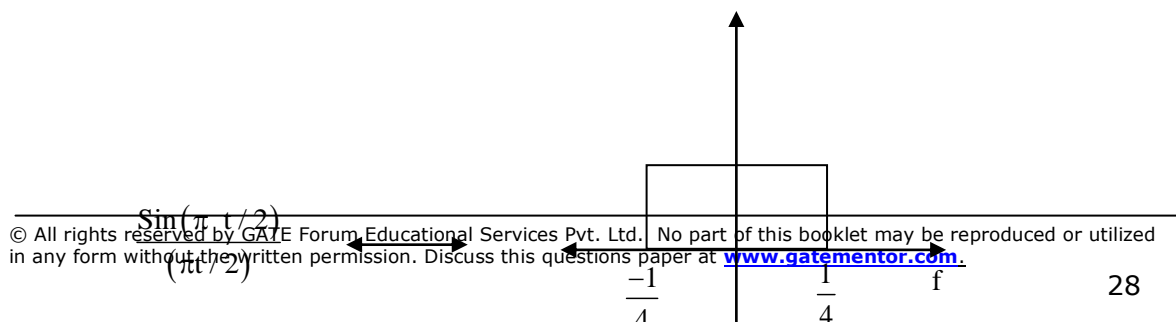 Sin(π t/2)
(πt/2)
© All rights reserved by GATE Forum Educational Services Pvt. Ltd. No part of this booklet may be reproduced or utilized
in any form without the written permission. Discuss this questions paper at www.gatementor.com.
-1
4
1
4
f
28